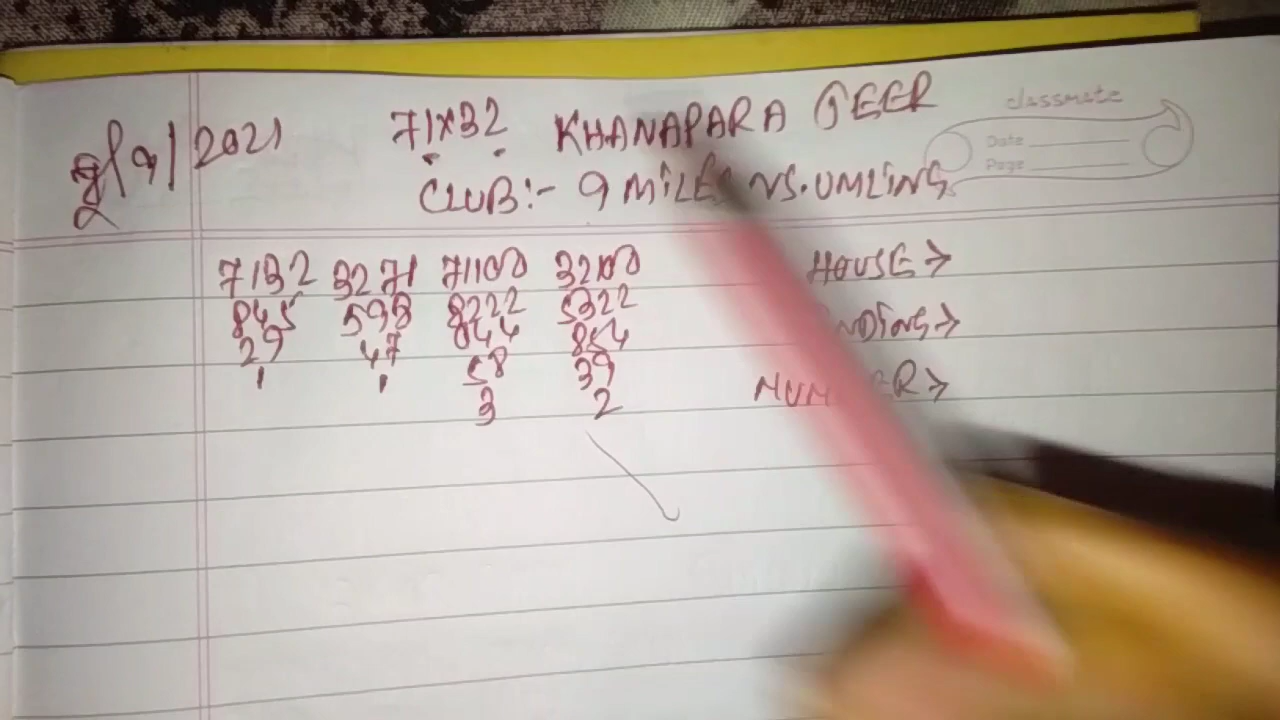 71x32 KHANAPARA TEER
classmate
Date
Page
2021
CLUB:- 9 MILES VS. UMLING
7132 3271 71100 32100 HOUSE →
845 598 8222 5322
29 47 844 854
1 1 58 39
3 2